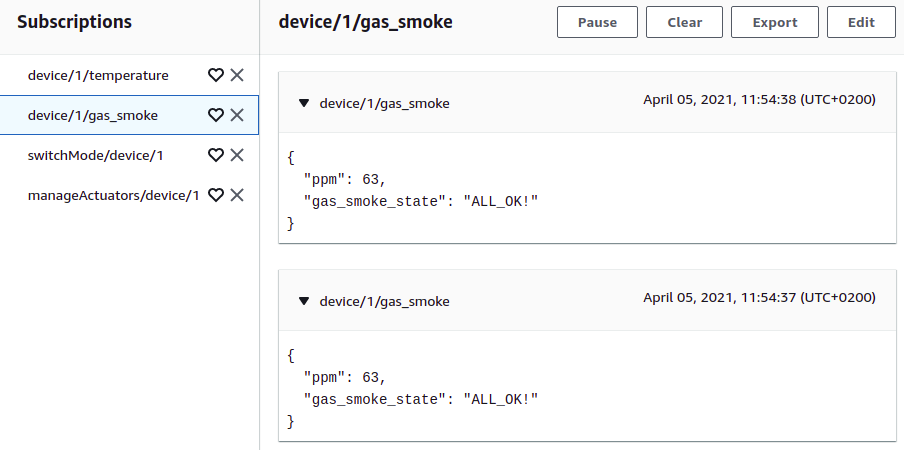 Subscriptions
device/1/temperature
device/1/gas_smoke
switchMode/device/1
manageActuators/device/1
device/1/gas_smoke
Pause Clear Export Edit
device/1/gas_smoke April 05, 2021, 11:54:38 (UTC+0200)
{
"ppm": 63,
"gas_smoke_state": "ALL_OK!"
}
device/1/gas_smoke April 05, 2021, 11:54:37 (UTC+0200)
{
"ppm": 63,
"gas_smoke_state": "ALL_OK!"
}